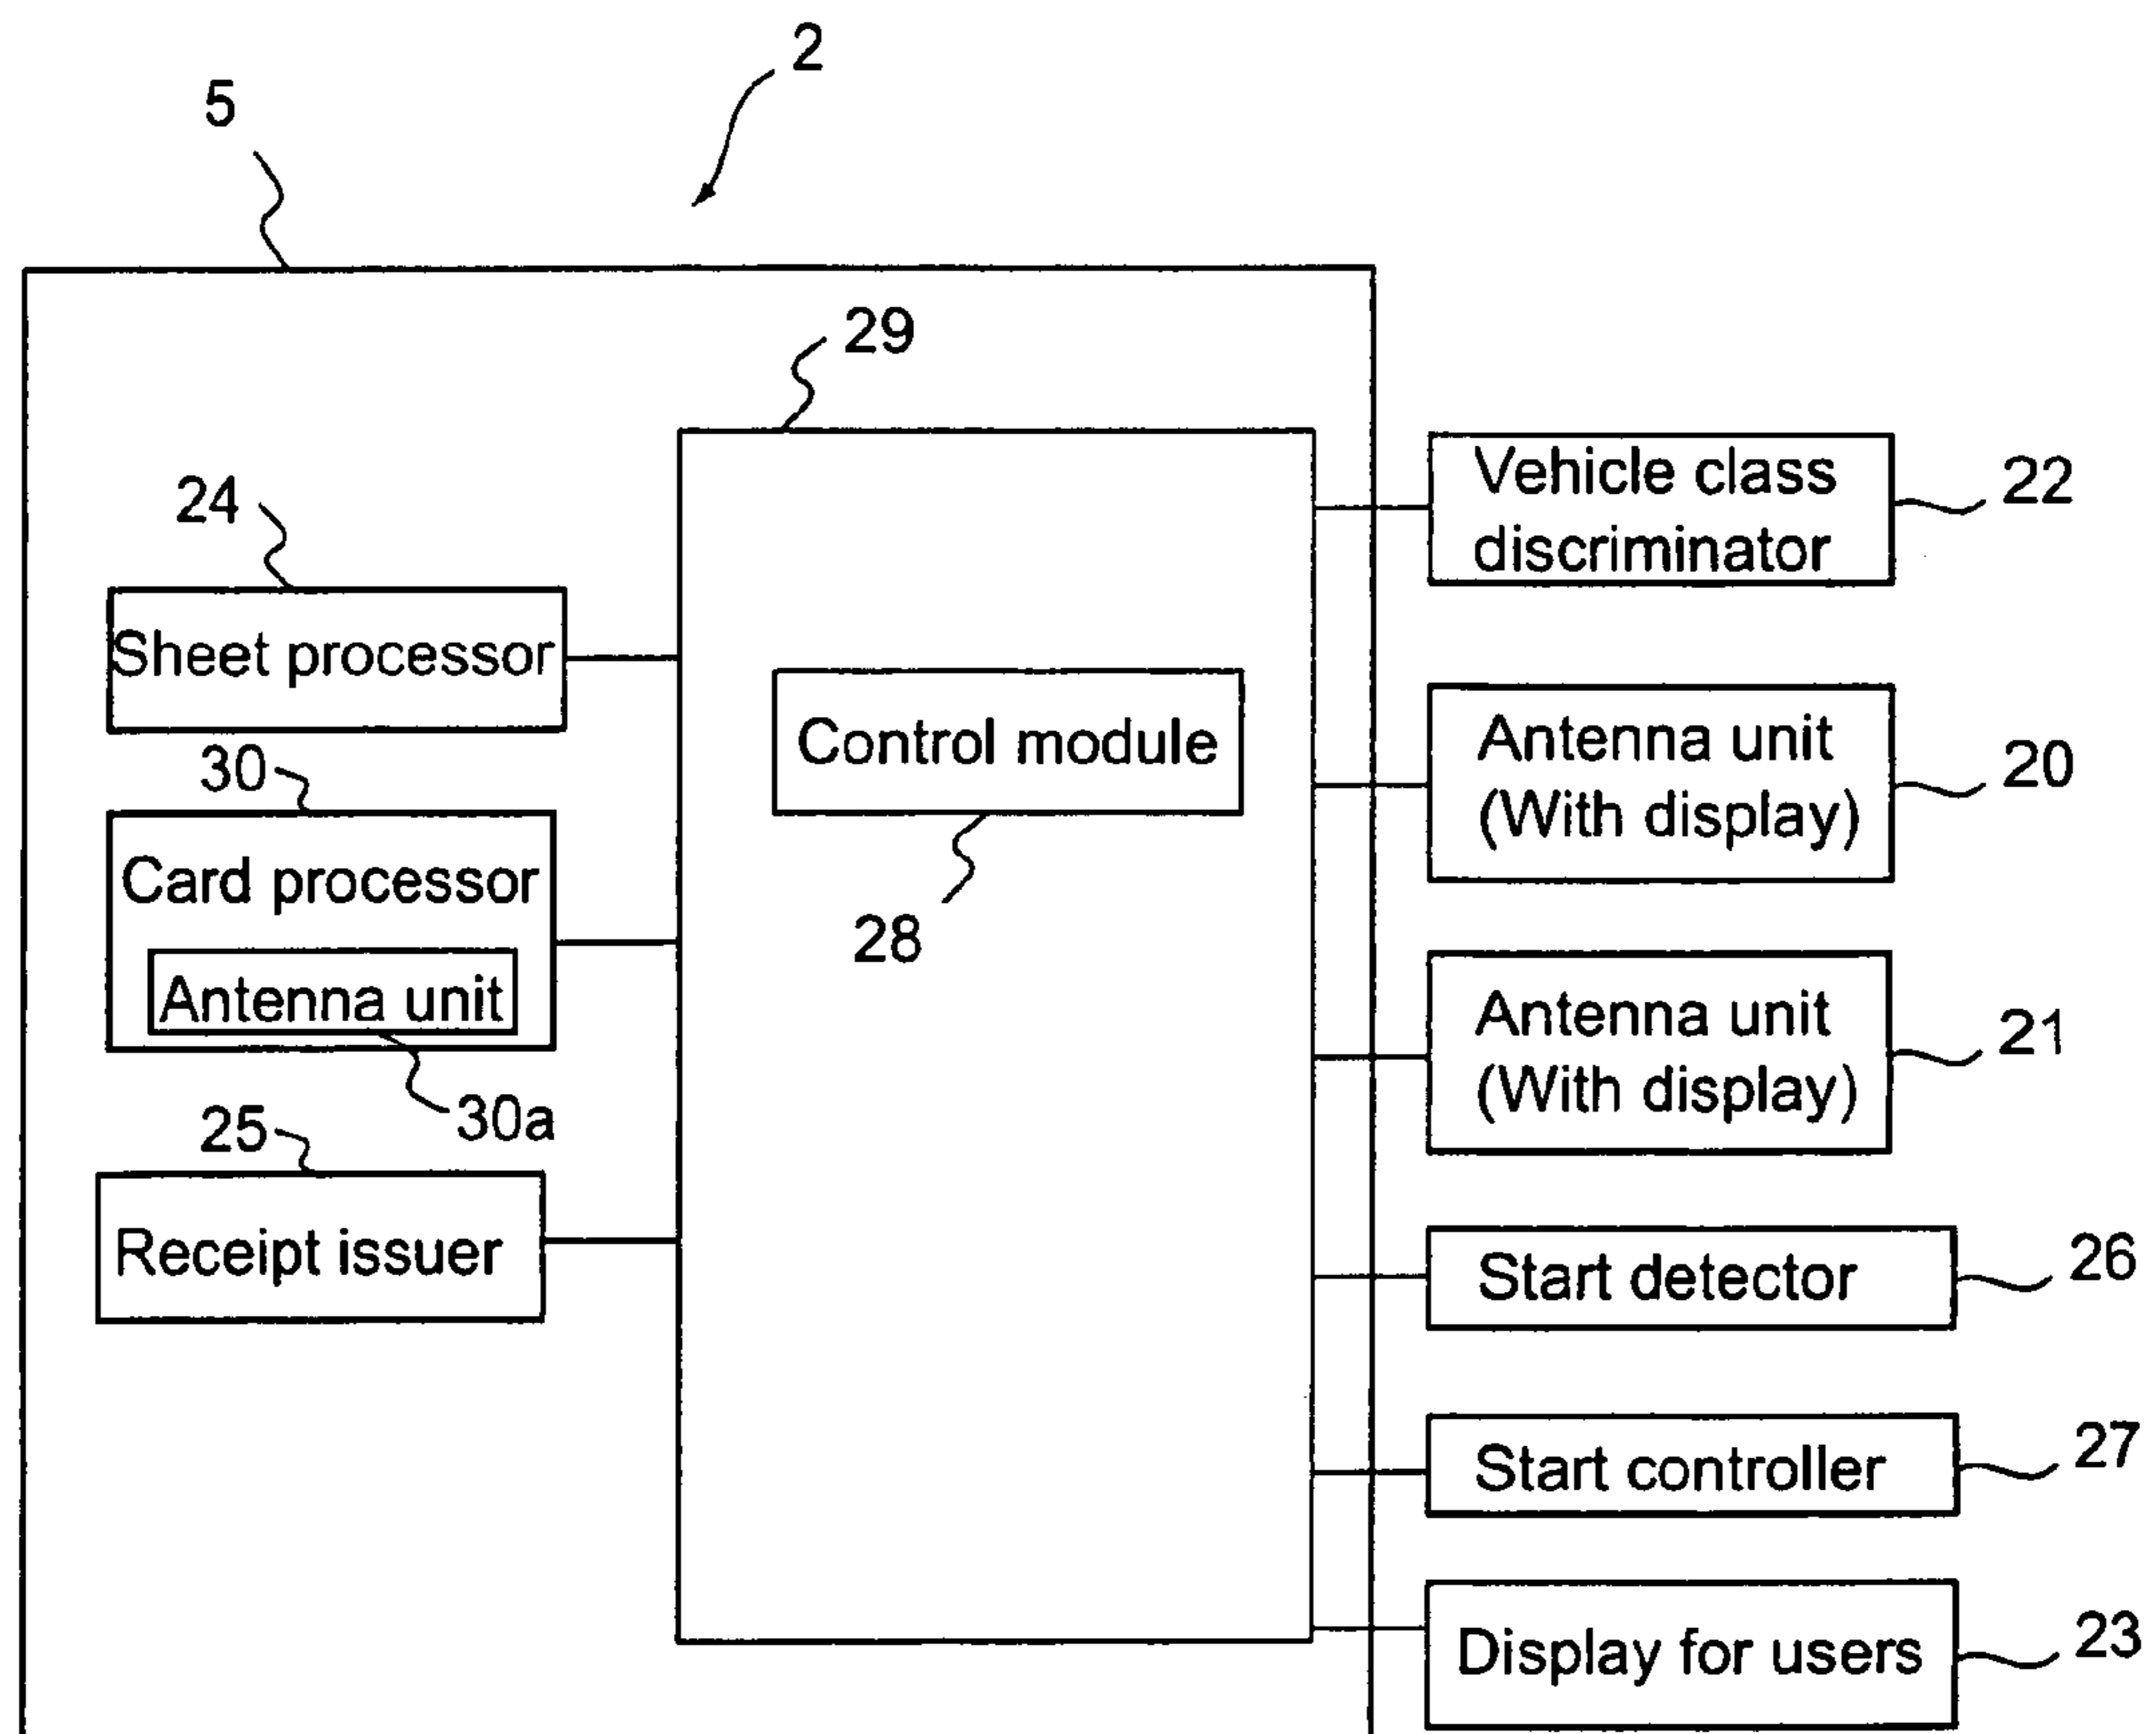 2
5
29
24
Sheet processor
30
Card processor
Antenna unit
30a
25
Receipt issuer
Control module
28
Vehicle class
discriminator
22
Antenna unit
(With display)
20
Antenna unit
(With display)
21
Start detector
26
Start controller
27
Display for users
23